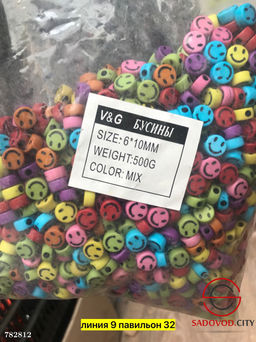 V&G БУСИНЫ
SIZE: 6*10MM
WEIGHT:500G
COLOR: MIX
SADOVOD.CITY
линия 9 павильон 32
782812